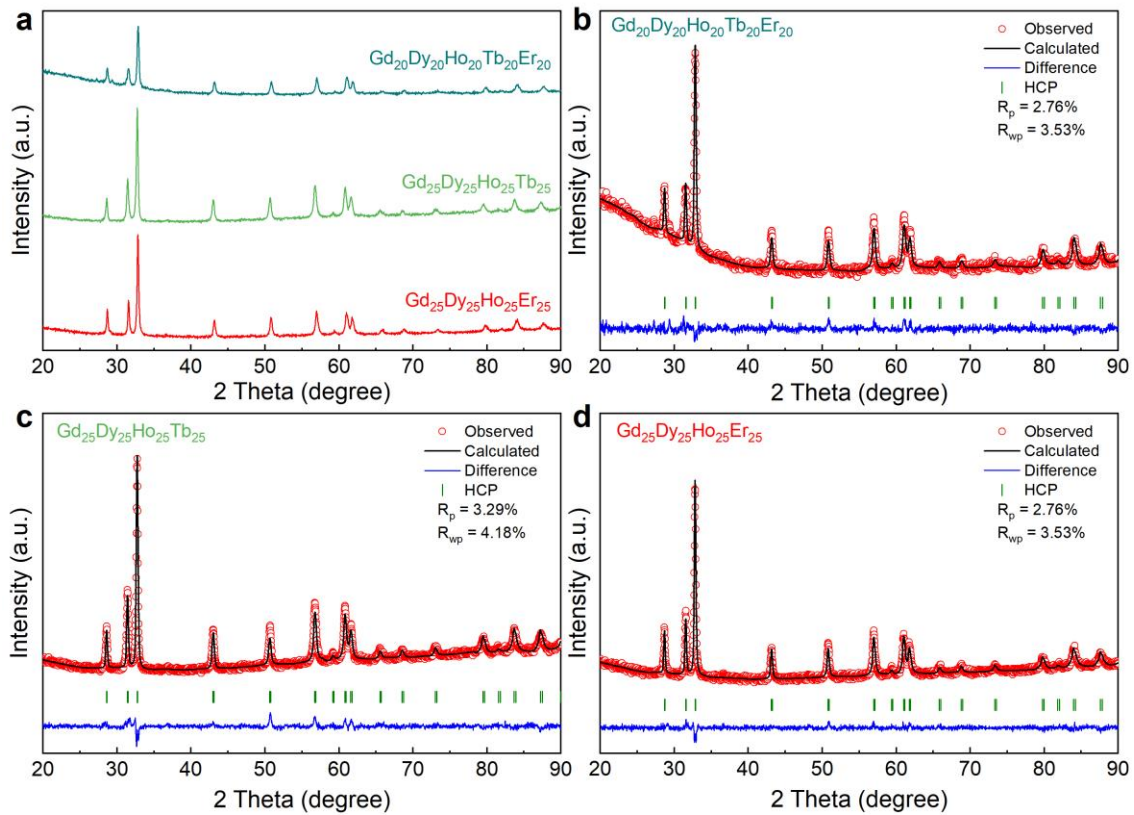 a
Gd₂₀Dy₂₀Ho₂₀Tb₂₀Er₂₀
Gd₂₅Dy₂₅Ho₂₅Tb₂₅
Gd₂₅Dy₂₅Ho₂₅Er₂₅
Intensity (a.u.)
20 30 40 50 60 70 80 90
2 Theta (degree)
b
Gd₂₀Dy₂₀Ho₂₀Tb₂₀Er₂₀
Observed
Calculated
Difference
HCP
Rₚ = 2.76%
R_wp = 3.53%
Intensity (a.u.)
20 30 40 50 60 70 80 90
2 Theta (degree)
c
Gd₂₅Dy₂₅Ho₂₅Tb₂₅
Observed
Calculated
Difference
HCP
Rₚ = 3.29%
R_wp = 4.18%
Intensity (a.u.)
20 30 40 50 60 70 80 90
2 Theta (degree)
d
Gd₂₅Dy₂₅Ho₂₅Er₂₅
Observed
Calculated
Difference
HCP
Rₚ = 2.76%
R_wp = 3.53%
Intensity (a.u.)
20 30 40 50 60 70 80 90
2 Theta (degree)